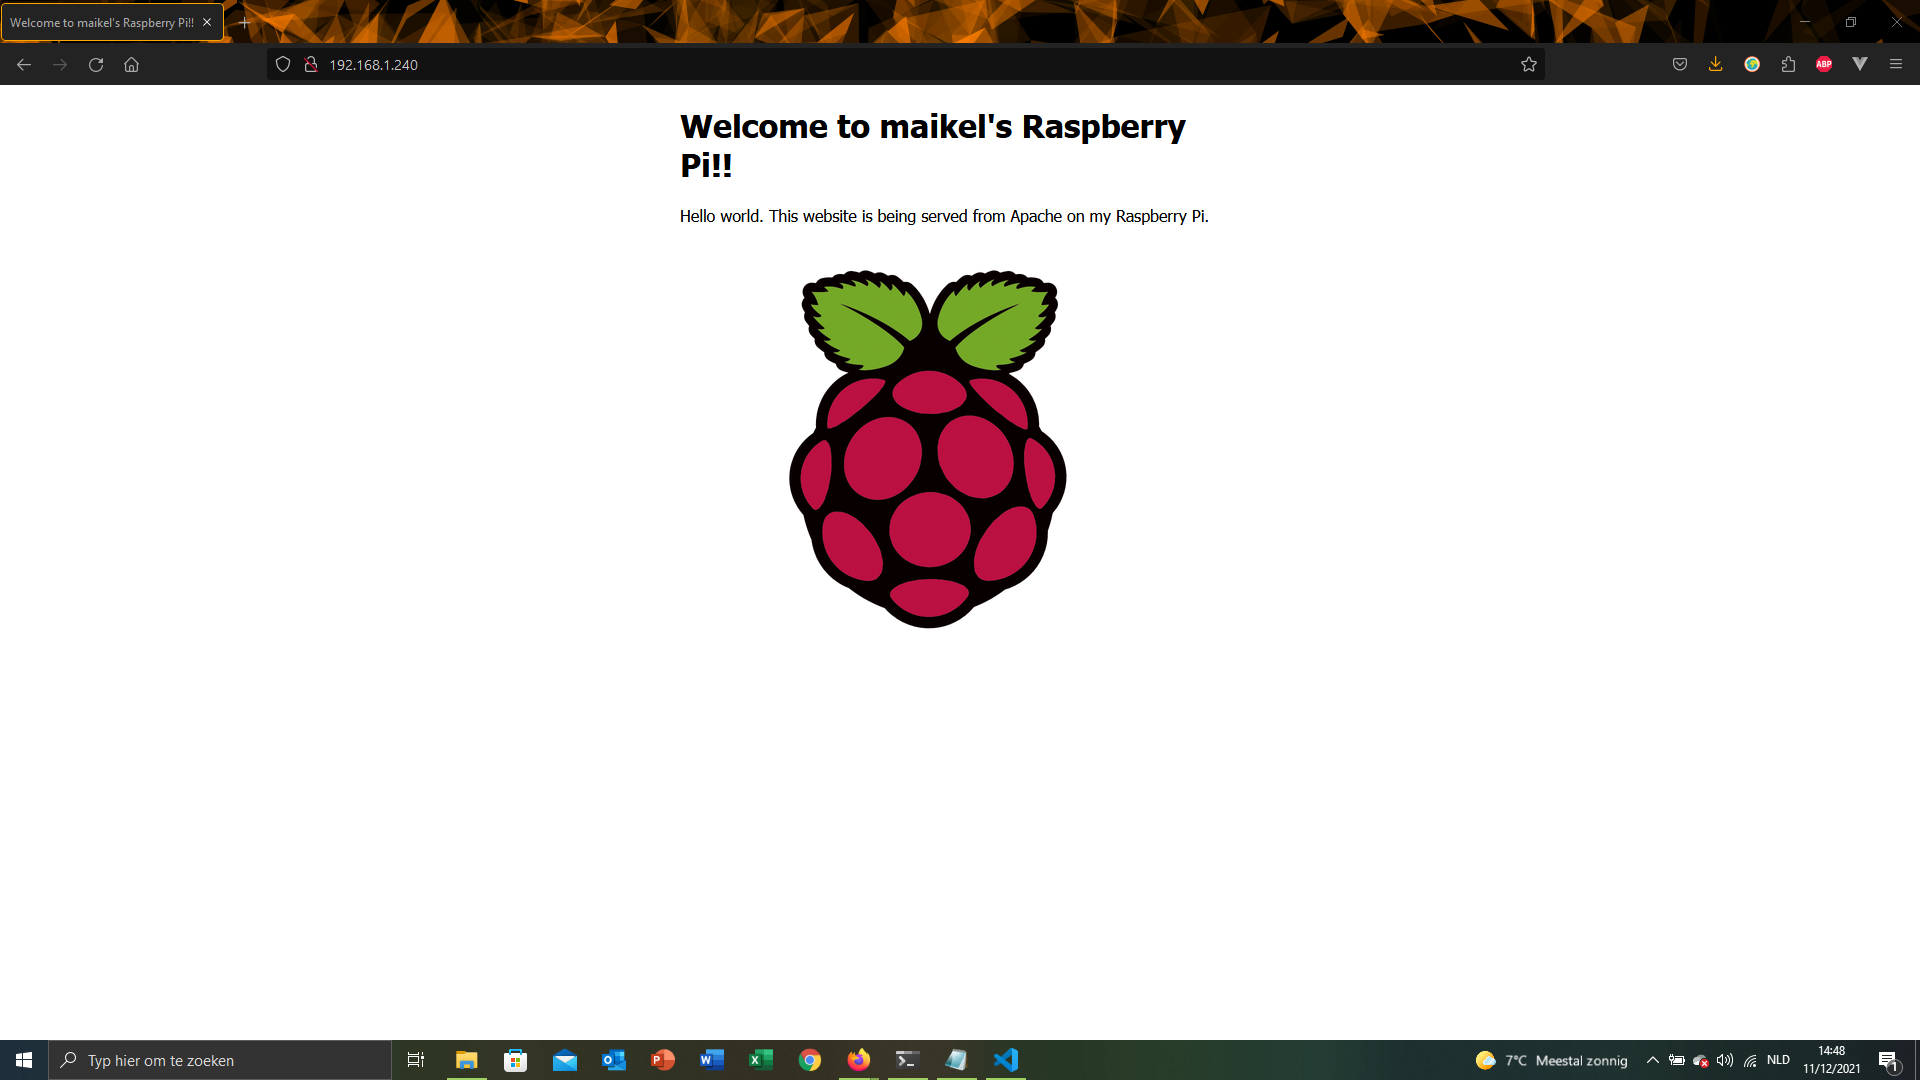 Welcome to maikel's Raspberry Pi!!
192.168.1.240
ABP
Welcome to maikel's Raspberry
Pi!!
Hello world. This website is being served from Apache on my Raspberry Pi.
Typ hier om te zoeken
7°C Meestal zonnig
NLD
14:48
11/12/2021
1